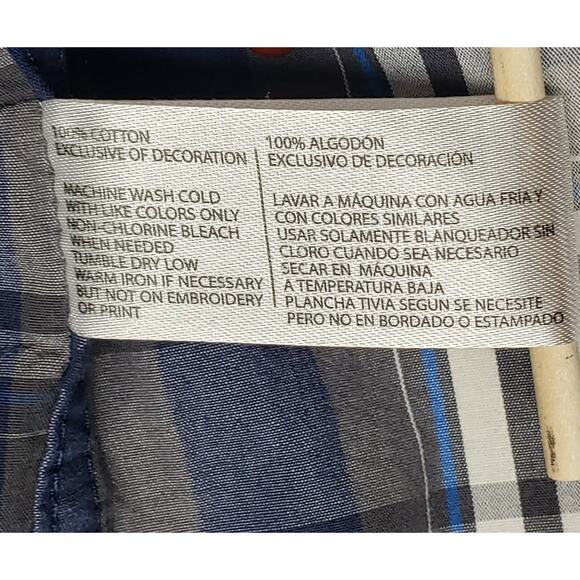 100% COTTON
EXCLUSIVE OF DECORATION
MACHINE WASH COLD
WITH LIKE COLORS ONLY
NON-CHLORINE BLEACH
WHEN NEEDED
TUMBLE DRY LOW
WARM IRON IF NECESSARY
BUT NOT ON EMBROIDERY
OR PRINT
100% ALGODÓN
EXCLUSIVO DE DECORACIÓN
LAVAR A MÁQUINA CON AGUA FRÍA Y
CON COLORES SIMILARES
USAR SOLAMENTE BLANQUEADOR SIN
CLORO CUANDO SEA NECESARIO
SECAR EN MÁQUINA
A TEMPERATURA BAJA
PLANCHA TIVIA SEGUN SE NECESITE
PERO NO EN BORDADO O ESTAMPADO